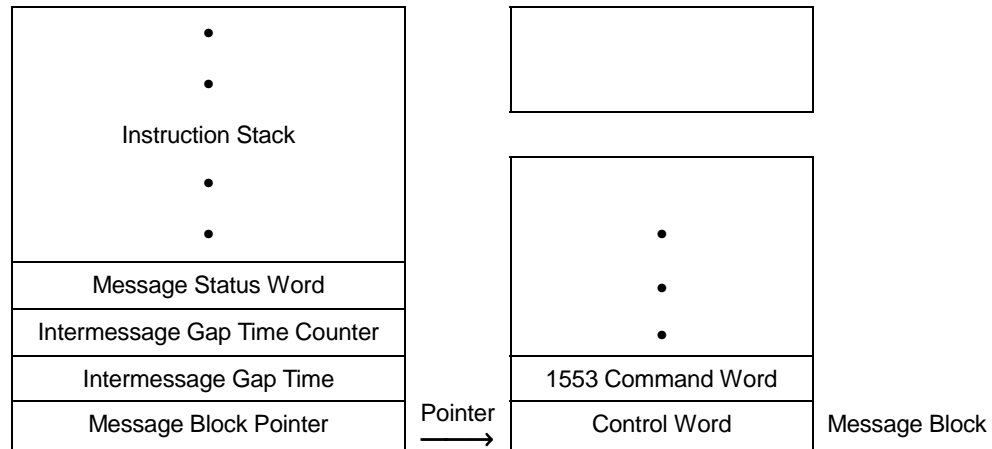 Instruction Stack
Message Status Word
Intermessage Gap Time Counter
Intermessage Gap Time
Message Block Pointer
Pointer
1553 Command Word
Control Word
Message Block